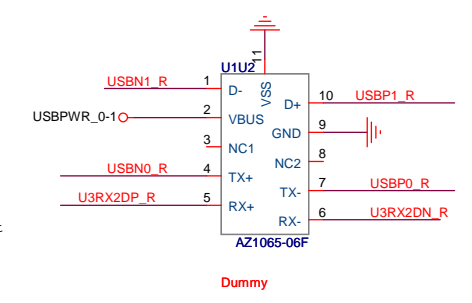 11
U1U2
VSS
USBN1_R 1 D- D+ 10 USBP1_R
USBPWR_0-1 2 VBUS GND 9
3 NC1 NC2 8
USBN0_R 4 TX+ TX- 7 USBP0_R
U3RX2DP_R 5 RX+ RX- 6 U3RX2DN_R
AZ1065-06F
Dummy